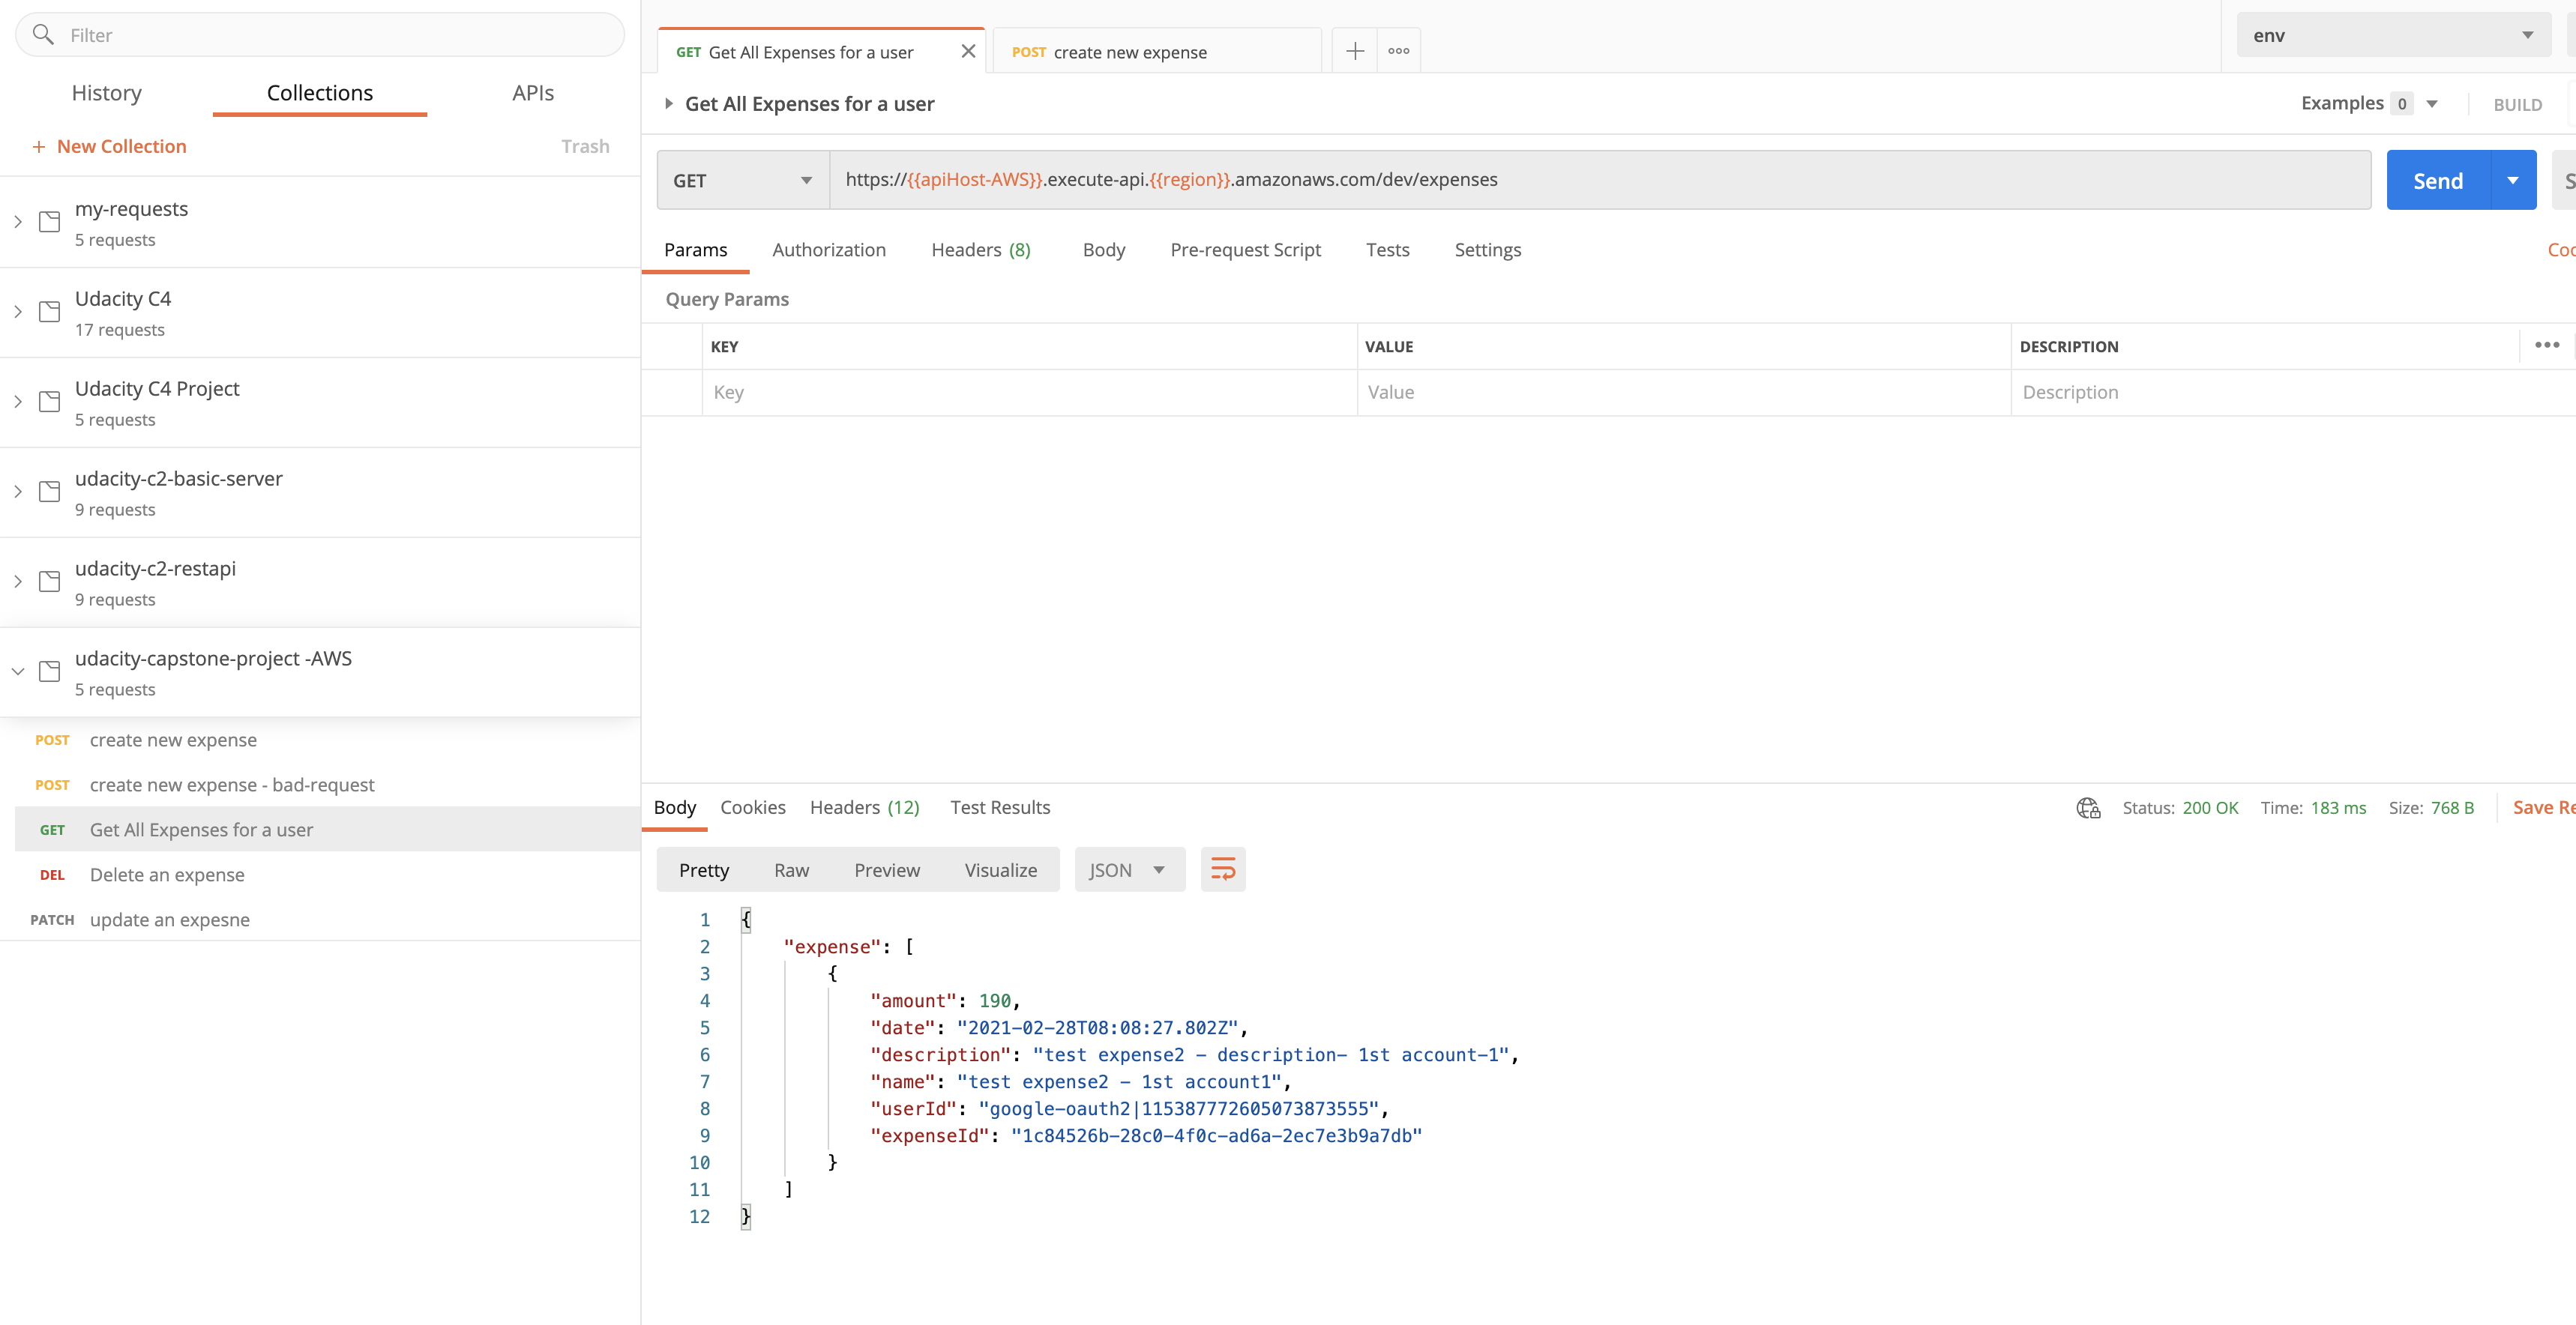 Filter
History Collections APIs
+ New Collection Trash
my-requests
5 requests
Udacity C4
17 requests
Udacity C4 Project
5 requests
udacity-c2-basic-server
9 requests
udacity-c2-restapi
9 requests
udacity-capstone-project -AWS
5 requests
POST create new expense
POST create new expense - bad-request
GET Get All Expenses for a user
DEL Delete an expense
PATCH update an expesne
GET Get All Expenses for a user POST create new expense
env
Get All Expenses for a user
Examples 0 BUILD
GET https://{{apiHost-AWS}}.execute-api.{{region}}.amazonaws.com/dev/expenses Send S
Params Authorization Headers (8) Body Pre-request Script Tests Settings Coo
Query Params
KEY VALUE DESCRIPTION
Key Value Description
Body Cookies Headers (12) Test Results Status: 200 OK Time: 183 ms Size: 768 B Save Re
Pretty Raw Preview Visualize JSON
1 {
2 "expense": [
3 {
4 "amount": 190,
5 "date": "2021-02-28T08:08:27.802Z",
6 "description": "test expense2 - description- 1st account-1",
7 "name": "test expense2 - 1st account1",
8 "userId": "google-oauth2|115387772605073873555",
9 "expenseId": "1c84526b-28c0-4f0c-ad6a-2ec7e3b9a7db"
10 }
11 ]
12 }